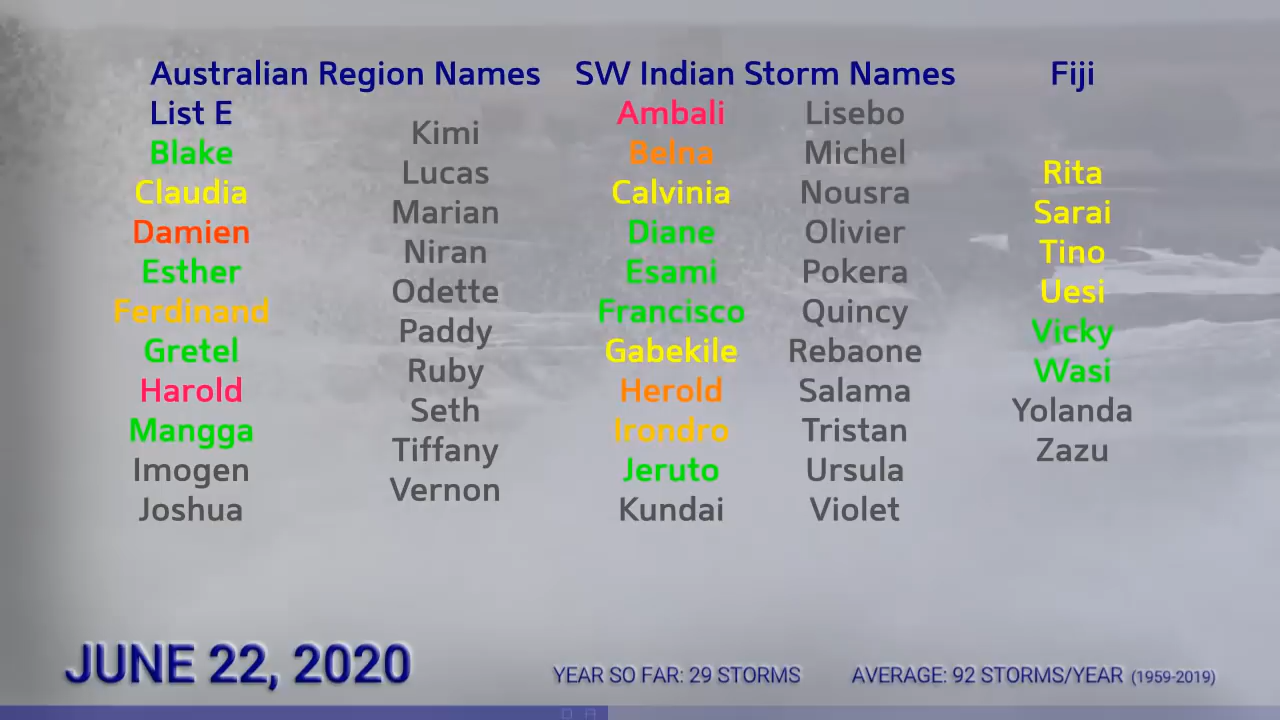 Australian Region Names
List E
Blake
Claudia
Damien
Esther
Ferdinand
Gretel
Harold
Mangga
Imogen
Joshua
Kimi
Lucas
Marian
Niran
Odette
Paddy
Ruby
Seth
Tiffany
Vernon
SW Indian Storm Names
Ambali
Belna
Calvinia
Diane
Esami
Francisco
Gabekile
Herold
Irondro
Jeruto
Kundai
Lisebo
Michel
Nousra
Olivier
Pokera
Quincy
Rebaone
Salama
Tristan
Ursula
Violet
Fiji
Rita
Sarai
Tino
Uesi
Vicky
Wasi
Yolanda
Zazu
JUNE 22, 2020
YEAR SO FAR: 29 STORMS
AVERAGE: 92 STORMS/YEAR (1959-2019)